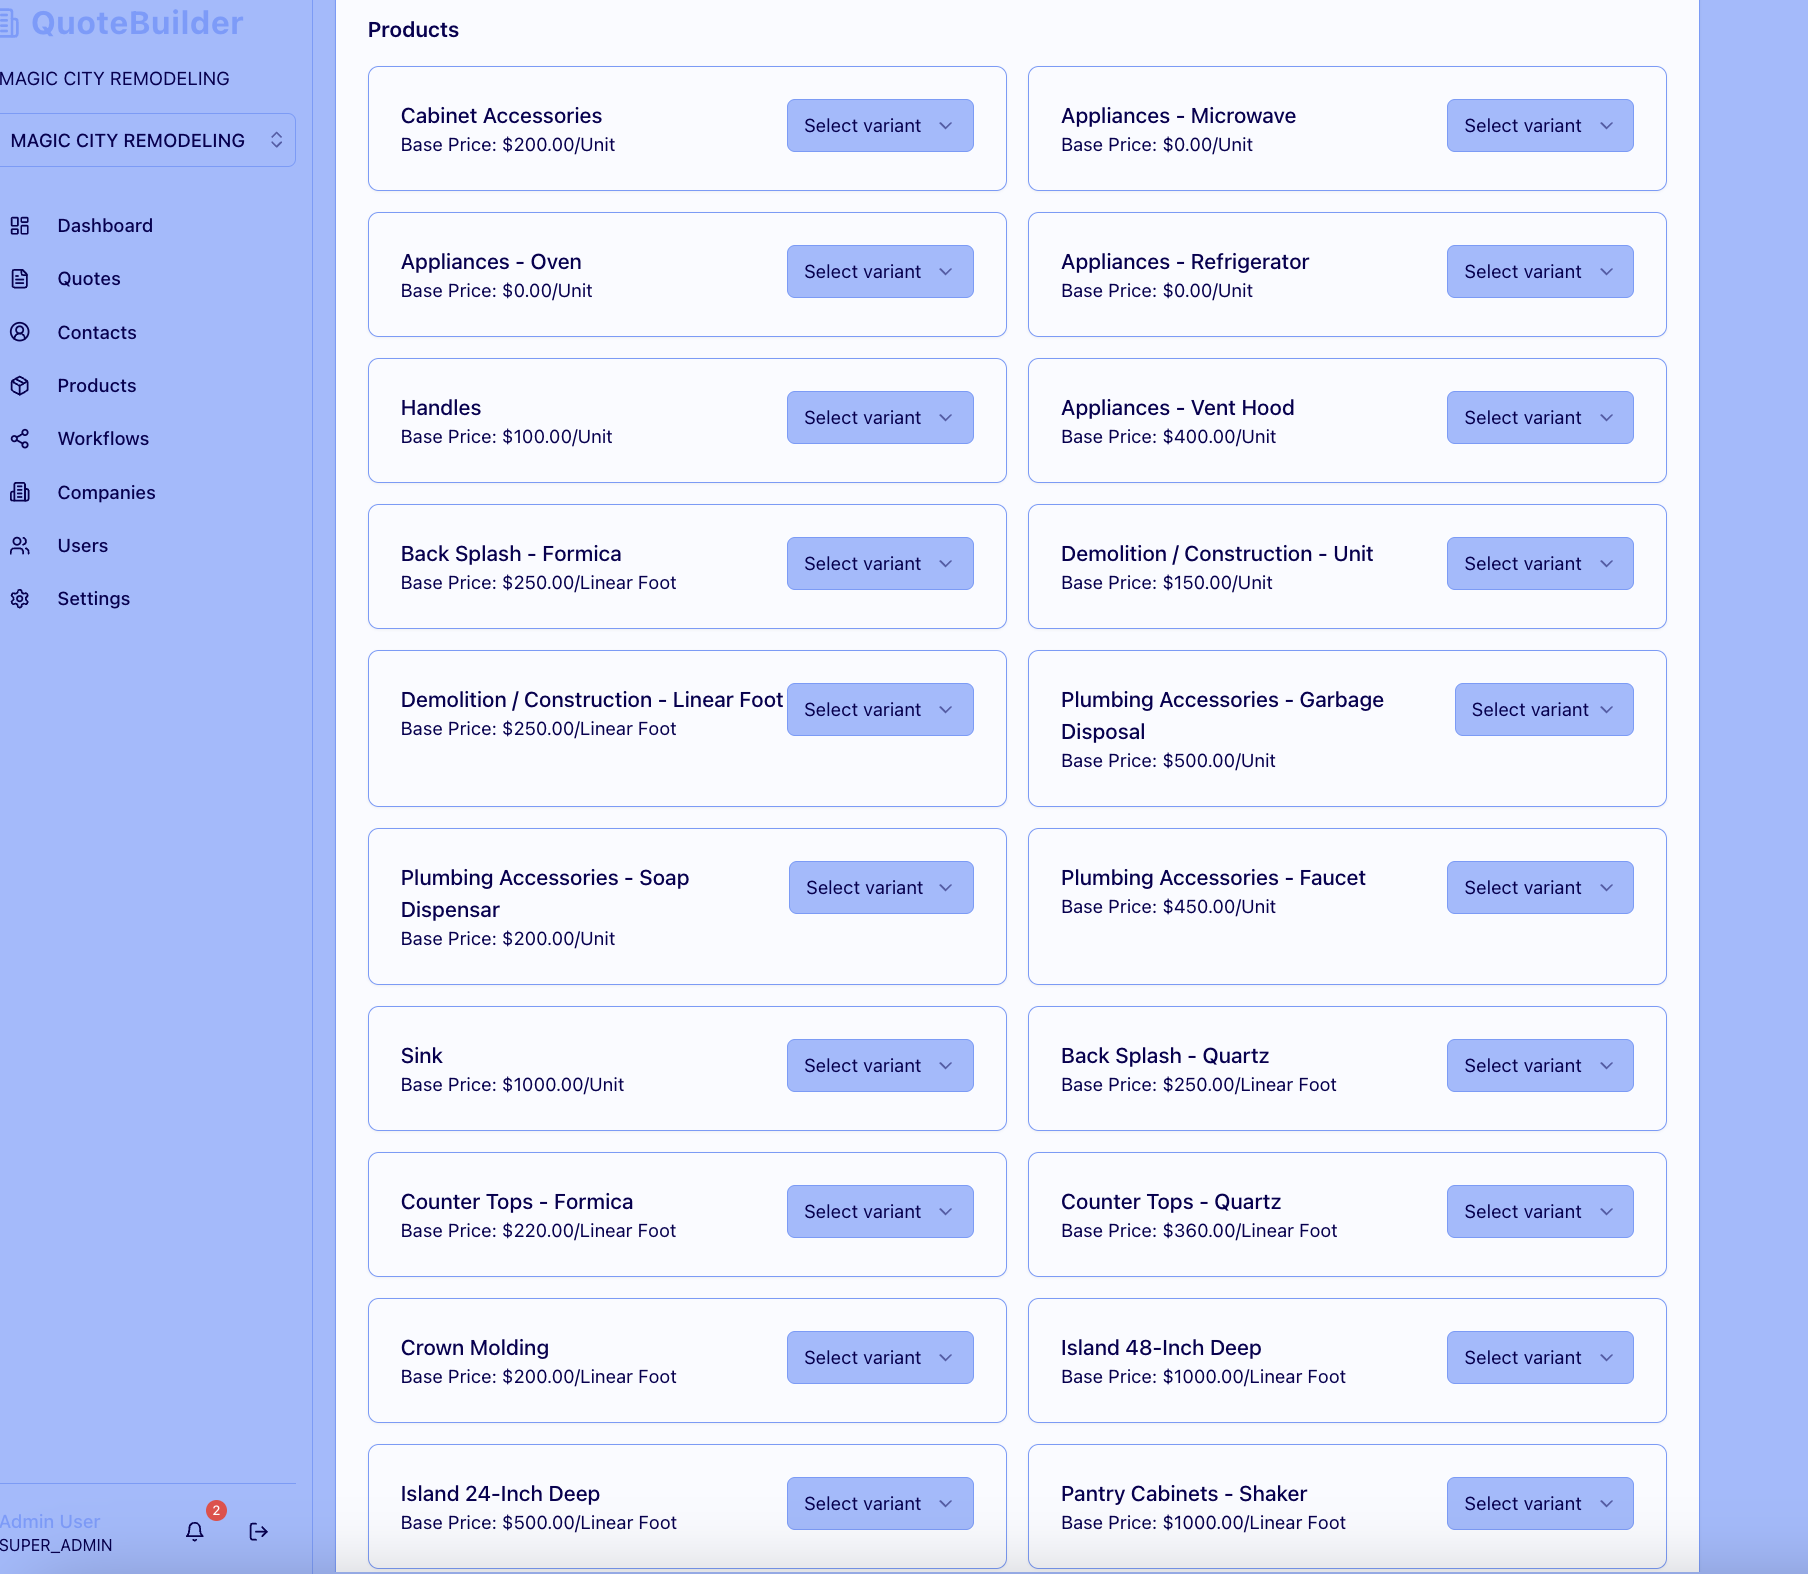 QuoteBuilder
MAGIC CITY REMODELING
MAGIC CITY REMODELING
Dashboard
Quotes
Contacts
Products
Workflows
Companies
Users
Settings
Admin User
SUPER_ADMIN
2
Products
Cabinet Accessories
Base Price: $200.00/Unit
Select variant
Appliances - Microwave
Base Price: $0.00/Unit
Select variant
Appliances - Oven
Base Price: $0.00/Unit
Select variant
Appliances - Refrigerator
Base Price: $0.00/Unit
Select variant
Handles
Base Price: $100.00/Unit
Select variant
Appliances - Vent Hood
Base Price: $400.00/Unit
Select variant
Back Splash - Formica
Base Price: $250.00/Linear Foot
Select variant
Demolition / Construction - Unit
Base Price: $150.00/Unit
Select variant
Demolition / Construction - Linear Foot
Base Price: $250.00/Linear Foot
Select variant
Plumbing Accessories - Garbage
Disposal
Base Price: $500.00/Unit
Select variant
Plumbing Accessories - Soap
Dispensar
Base Price: $200.00/Unit
Select variant
Plumbing Accessories - Faucet
Base Price: $450.00/Unit
Select variant
Sink
Base Price: $1000.00/Unit
Select variant
Back Splash - Quartz
Base Price: $250.00/Linear Foot
Select variant
Counter Tops - Formica
Base Price: $220.00/Linear Foot
Select variant
Counter Tops - Quartz
Base Price: $360.00/Linear Foot
Select variant
Crown Molding
Base Price: $200.00/Linear Foot
Select variant
Island 48-Inch Deep
Base Price: $1000.00/Linear Foot
Select variant
Island 24-Inch Deep
Base Price: $500.00/Linear Foot
Select variant
Pantry Cabinets - Shaker
Base Price: $1000.00/Linear Foot
Select variant